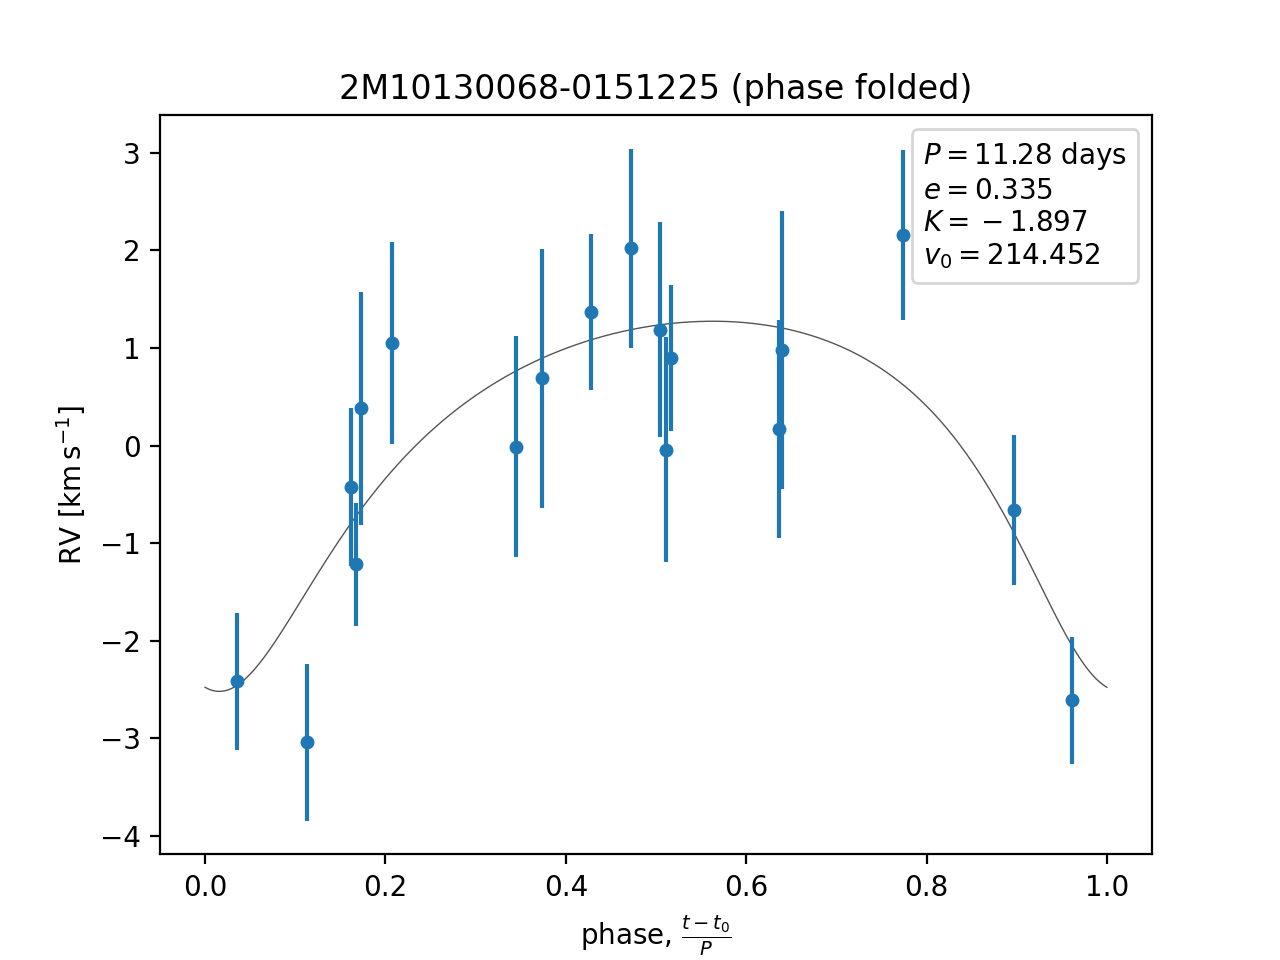 2M10130068-0151225 (phase folded)
P = 11.28 days
e = 0.335
K = −1.897
v₀ = 214.452
RV [km s⁻¹]
3
2
1
0
−1
−2
−3
−4
0.0 0.2 0.4 0.6 0.8 1.0
phase, (t − t₀)/P